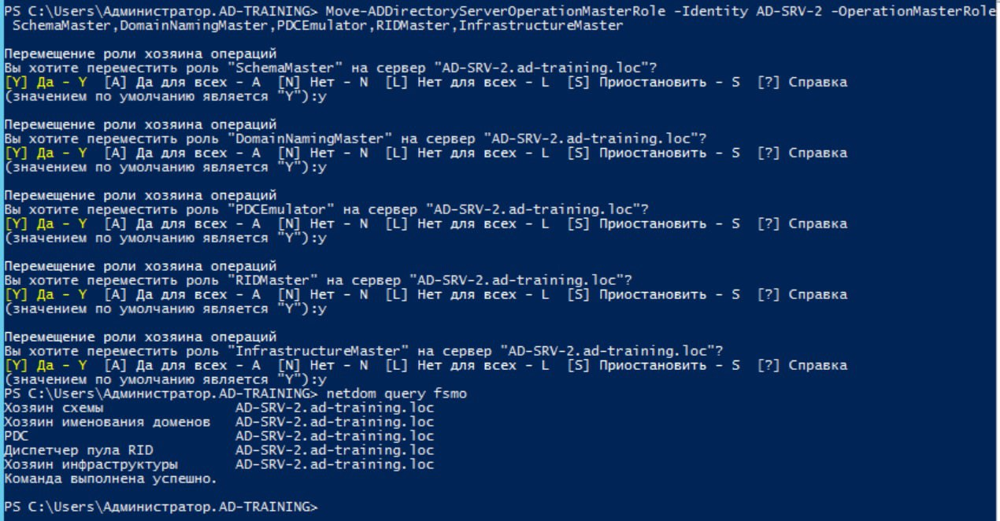 PS C:\Users\Администратор.AD-TRAINING> Move-ADDirectoryServerOperationMasterRole -Identity AD-SRV-2 -OperationMasterRole
SchemaMaster,DomainNamingMaster,PDCEmulator,RIDMaster,InfrastructureMaster
Перемещение роли хозяина операций
Вы хотите переместить роль "SchemaMaster" на сервер "AD-SRV-2.ad-training.loc"?
[Y] Да - Y  [A] Да для всех - A  [N] Нет - N  [L] Нет для всех - L  [S] Приостановить - S  [?] Справка
(значением по умолчанию является "Y"):y
Перемещение роли хозяина операций
Вы хотите переместить роль "DomainNamingMaster" на сервер "AD-SRV-2.ad-training.loc"?
[Y] Да - Y  [A] Да для всех - A  [N] Нет - N  [L] Нет для всех - L  [S] Приостановить - S  [?] Справка
(значением по умолчанию является "Y"):y
Перемещение роли хозяина операций
Вы хотите переместить роль "PDCEmulator" на сервер "AD-SRV-2.ad-training.loc"?
[Y] Да - Y  [A] Да для всех - A  [N] Нет - N  [L] Нет для всех - L  [S] Приостановить - S  [?] Справка
(значением по умолчанию является "Y"):y
Перемещение роли хозяина операций
Вы хотите переместить роль "RIDMaster" на сервер "AD-SRV-2.ad-training.loc"?
[Y] Да - Y  [A] Да для всех - A  [N] Нет - N  [L] Нет для всех - L  [S] Приостановить - S  [?] Справка
(значением по умолчанию является "Y"):y
Перемещение роли хозяина операций
Вы хотите переместить роль "InfrastructureMaster" на сервер "AD-SRV-2.ad-training.loc"?
[Y] Да - Y  [A] Да для всех - A  [N] Нет - N  [L] Нет для всех - L  [S] Приостановить - S  [?] Справка
(значением по умолчанию является "Y"):y
PS C:\Users\Администратор.AD-TRAINING> netdom query fsmo
Хозяин схемы AD-SRV-2.ad-training.loc
Хозяин именования доменов AD-SRV-2.ad-training.loc
PDC AD-SRV-2.ad-training.loc
Диспетчер пула RID AD-SRV-2.ad-training.loc
Хозяин инфраструктуры AD-SRV-2.ad-training.loc
Команда выполнена успешно.
PS C:\Users\Администратор.AD-TRAINING>